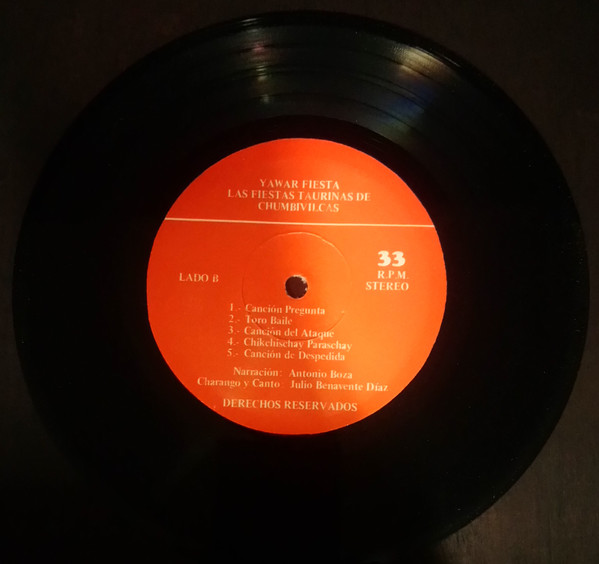 YAWAR FIESTA
LAS FIESTAS TAURINAS DE
CHUMBIVILCAS
33
R.P.M.
STEREO
LADO B
1.- Canción Pregunta
2.- Toro Baile
3.- Canción del Ataque
4.- Chikchischay Paraschay
5.- Canción de Despedida
Narración: Antonio Boza
Charango y Canto: Julio Benavente Díaz
DERECHOS RESERVADOS